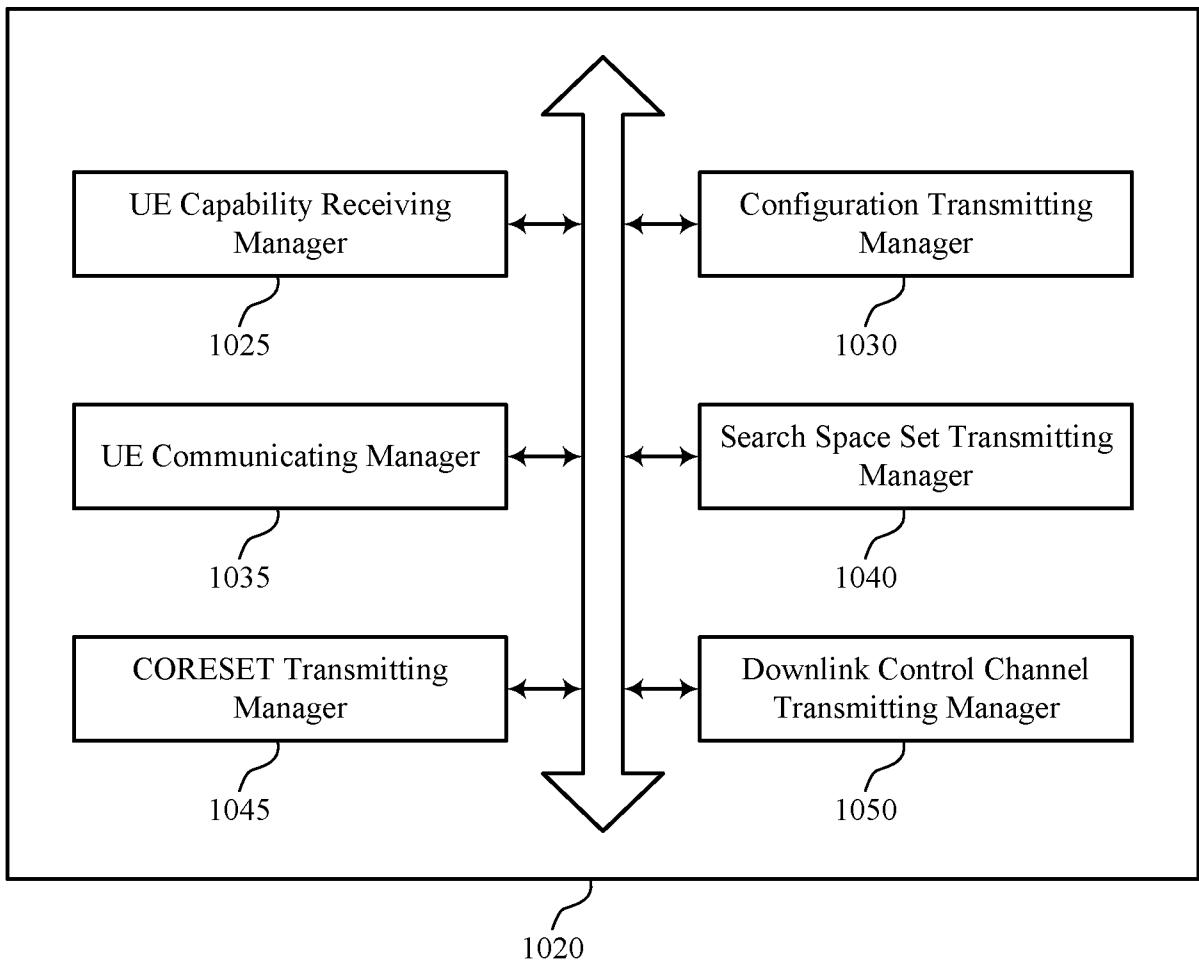 UE Capability Receiving
Manager
1025
Configuration Transmitting
Manager
1030
UE Communicating Manager
1035
Search Space Set Transmitting
Manager
1040
CORESET Transmitting
Manager
1045
Downlink Control Channel
Transmitting Manager
1050
1020